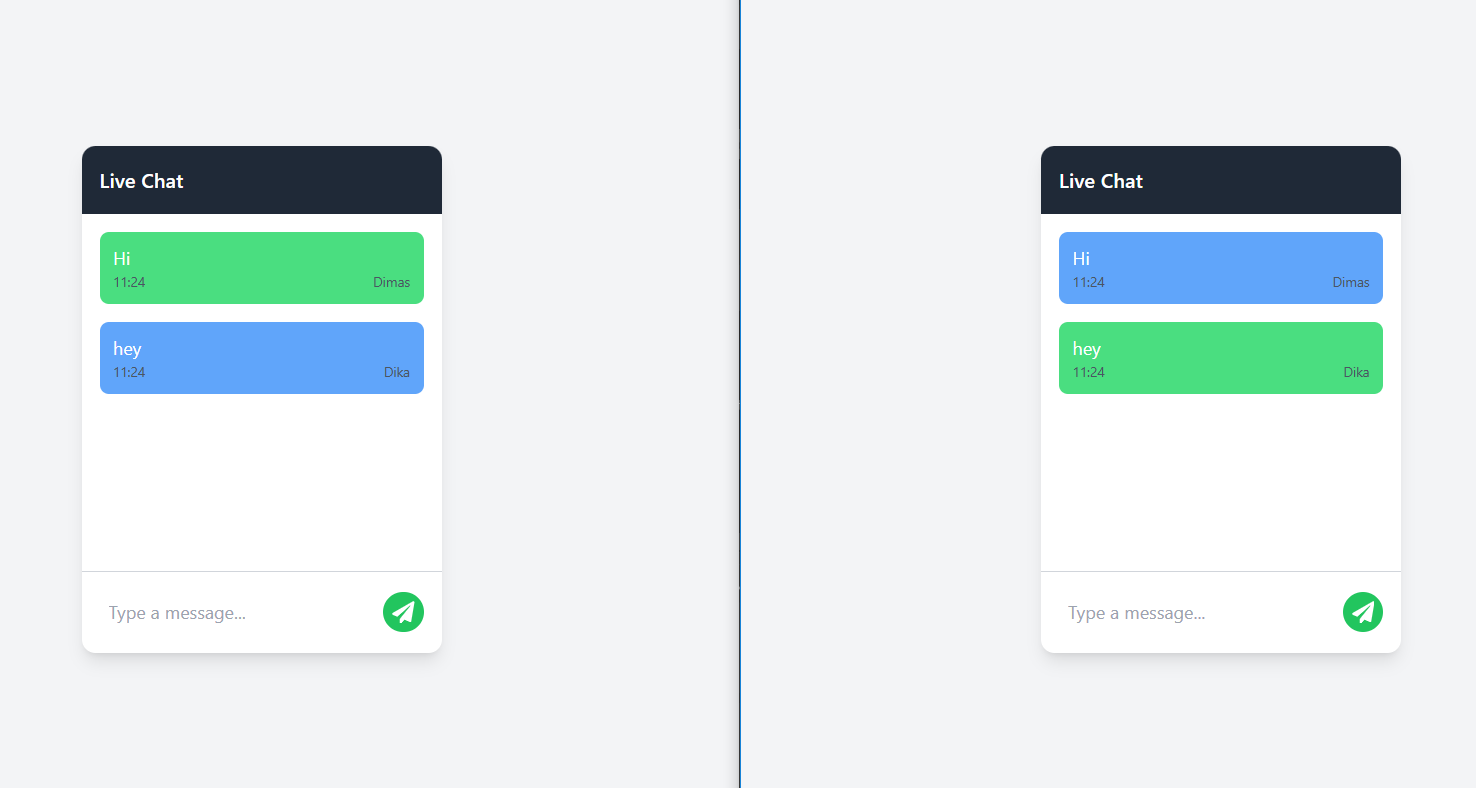 Live Chat
Hi
11:24 Dimas
hey
11:24 Dika
Type a message...
Live Chat
Hi
11:24 Dimas
hey
11:24 Dika
Type a message...